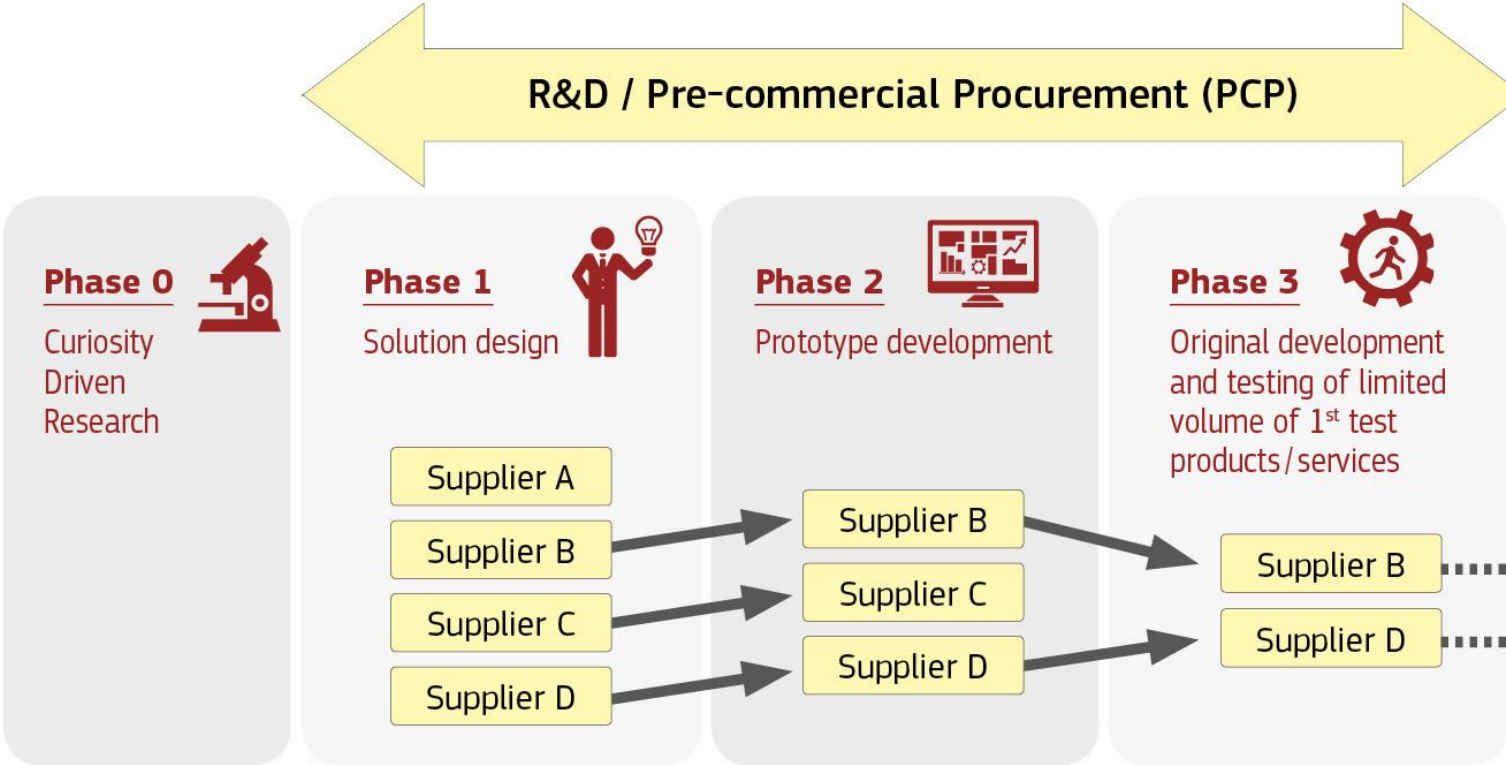 R&D / Pre-commercial Procurement (PCP)
Phase 0
Curiosity
Driven
Research
Phase 1
Solution design
Supplier A
Supplier B
Supplier C
Supplier D
Phase 2
Prototype development
Supplier B
Supplier C
Supplier D
Phase 3
Original development
and testing of limited
volume of 1st test
products/services
Supplier B
Supplier D